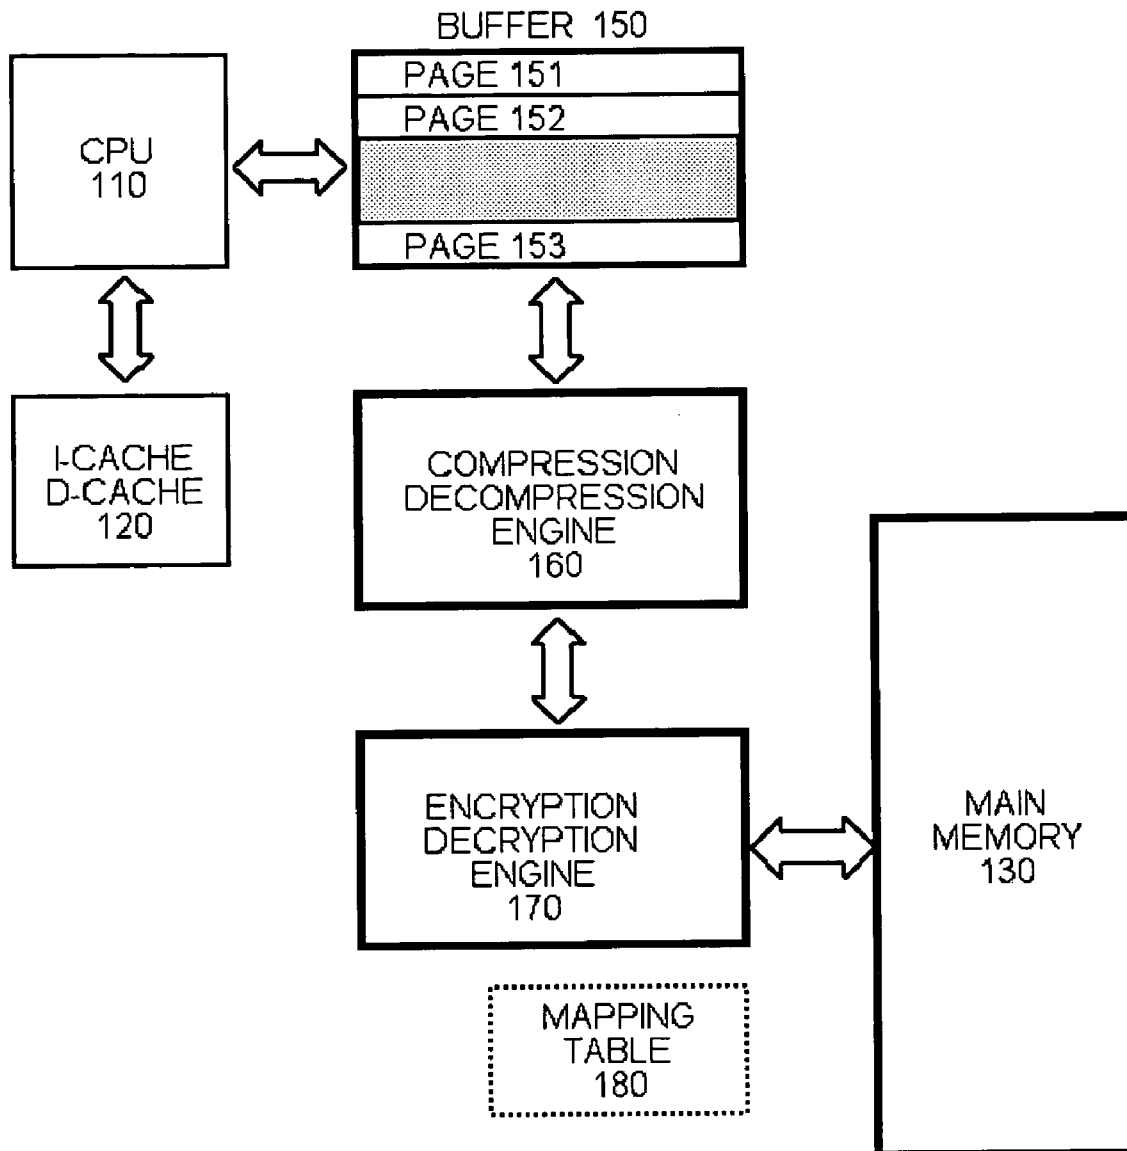 BUFFER 150
PAGE 151
PAGE 152
PAGE 153
CPU
110
I-CACHE
D-CACHE
120
COMPRESSION
DECOMPRESSION
ENGINE
160
ENCRYPTION
DECRYPTION
ENGINE
170
MAIN
MEMORY
130
MAPPING
TABLE
180